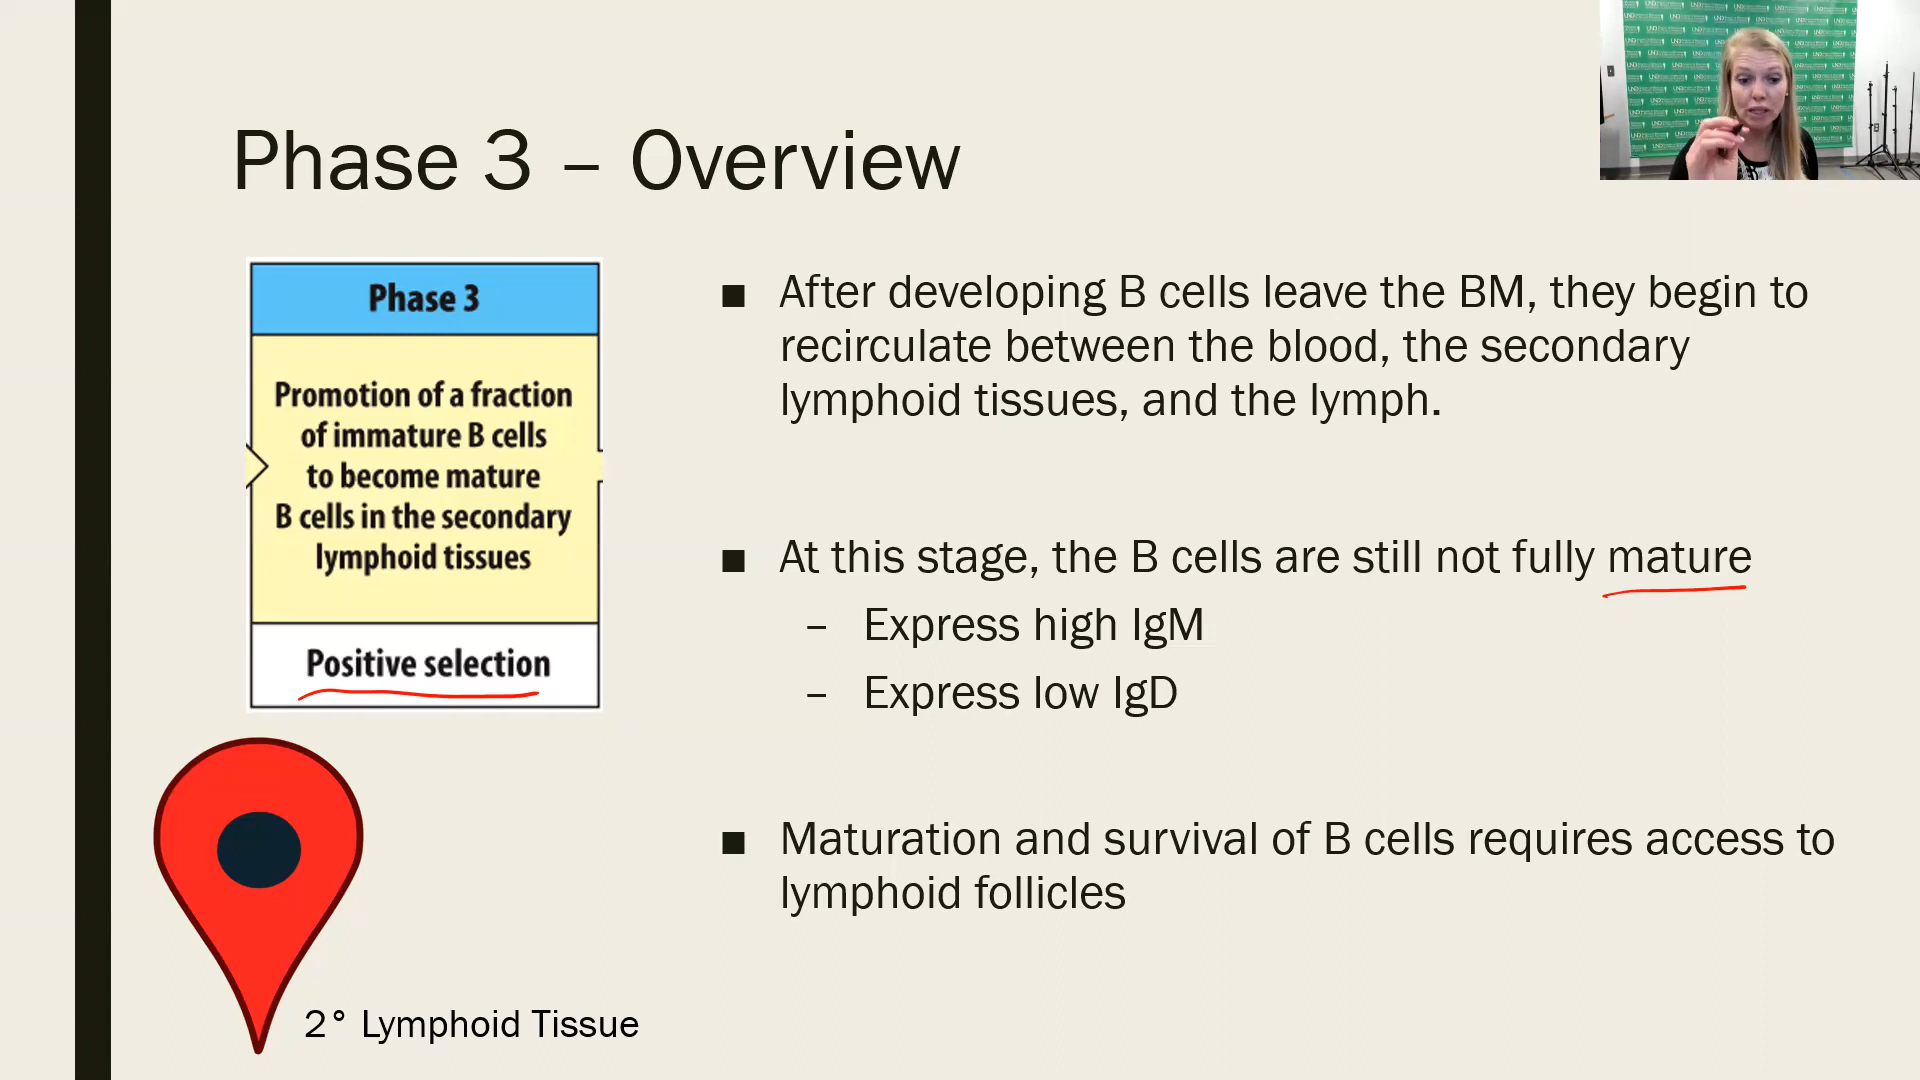 Phase 3 – Overview
Phase 3
Promotion of a fraction
of immature B cells
to become mature
B cells in the secondary
lymphoid tissues
Positive selection
2° Lymphoid Tissue
■ After developing B cells leave the BM, they begin to
recirculate between the blood, the secondary
lymphoid tissues, and the lymph.
■ At this stage, the B cells are still not fully mature
– Express high IgM
– Express low IgD
■ Maturation and survival of B cells requires access to
lymphoid follicles